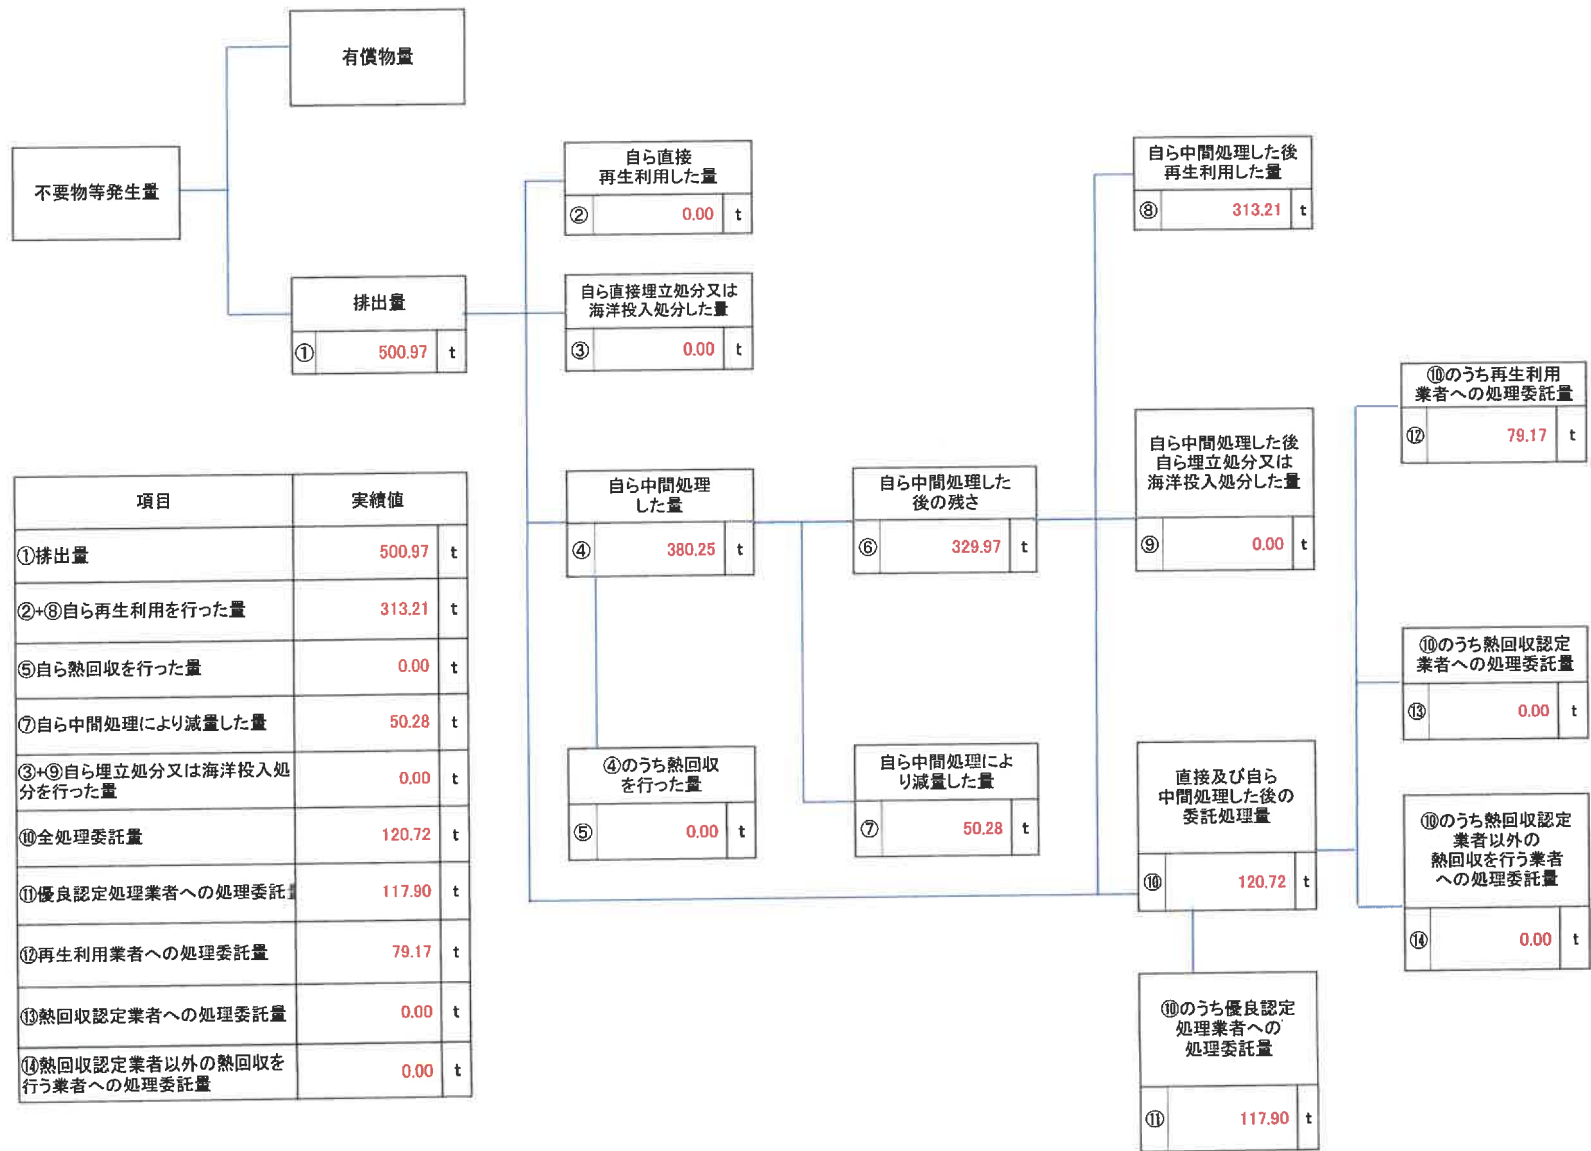 有償物量
不要物等発生量
排出量
① 500.97 t
自ら直接
再生利用した量
② 0.00 t
自ら直接埋立処分又は
海洋投入処分した量
③ 0.00 t
自ら中間処理
した量
④ 380.25 t
④のうち熱回収
を行った量
⑤ 0.00 t
自ら中間処理した
後の残さ
⑥ 329.97 t
自ら中間処理によ
り減量した量
⑦ 50.28 t
自ら中間処理した後
再生利用した量
⑧ 313.21 t
自ら中間処理した後
自ら埋立処分又は
海洋投入処分した量
⑨ 0.00 t
直接及び自ら
中間処理した後の
委託処理量
⑩ 120.72 t
⑩のうち優良認定
処理業者への
処理委託量
⑪ 117.90 t
⑩のうち再生利用
業者への処理委託量
⑫ 79.17 t
⑩のうち熱回収認定
業者への処理委託量
⑬ 0.00 t
⑩のうち熱回収認定
業者以外の
熱回収を行う業者
への処理委託量
⑭ 0.00 t
項目 実績値
①排出量 500.97 t
②+⑧自ら再生利用を行った量 313.21 t
⑤自ら熱回収を行った量 0.00 t
⑦自ら中間処理により減量した量 50.28 t
③+⑨自ら埋立処分又は海洋投入処
分を行った量 0.00 t
⑩全処理委託量 120.72 t
⑪優良認定処理業者への処理委託 117.90 t
⑫再生利用業者への処理委託量 79.17 t
⑬熱回収認定業者への処理委託量 0.00 t
⑭熱回収認定業者以外の熱回収を
行う業者への処理委託量 0.00 t